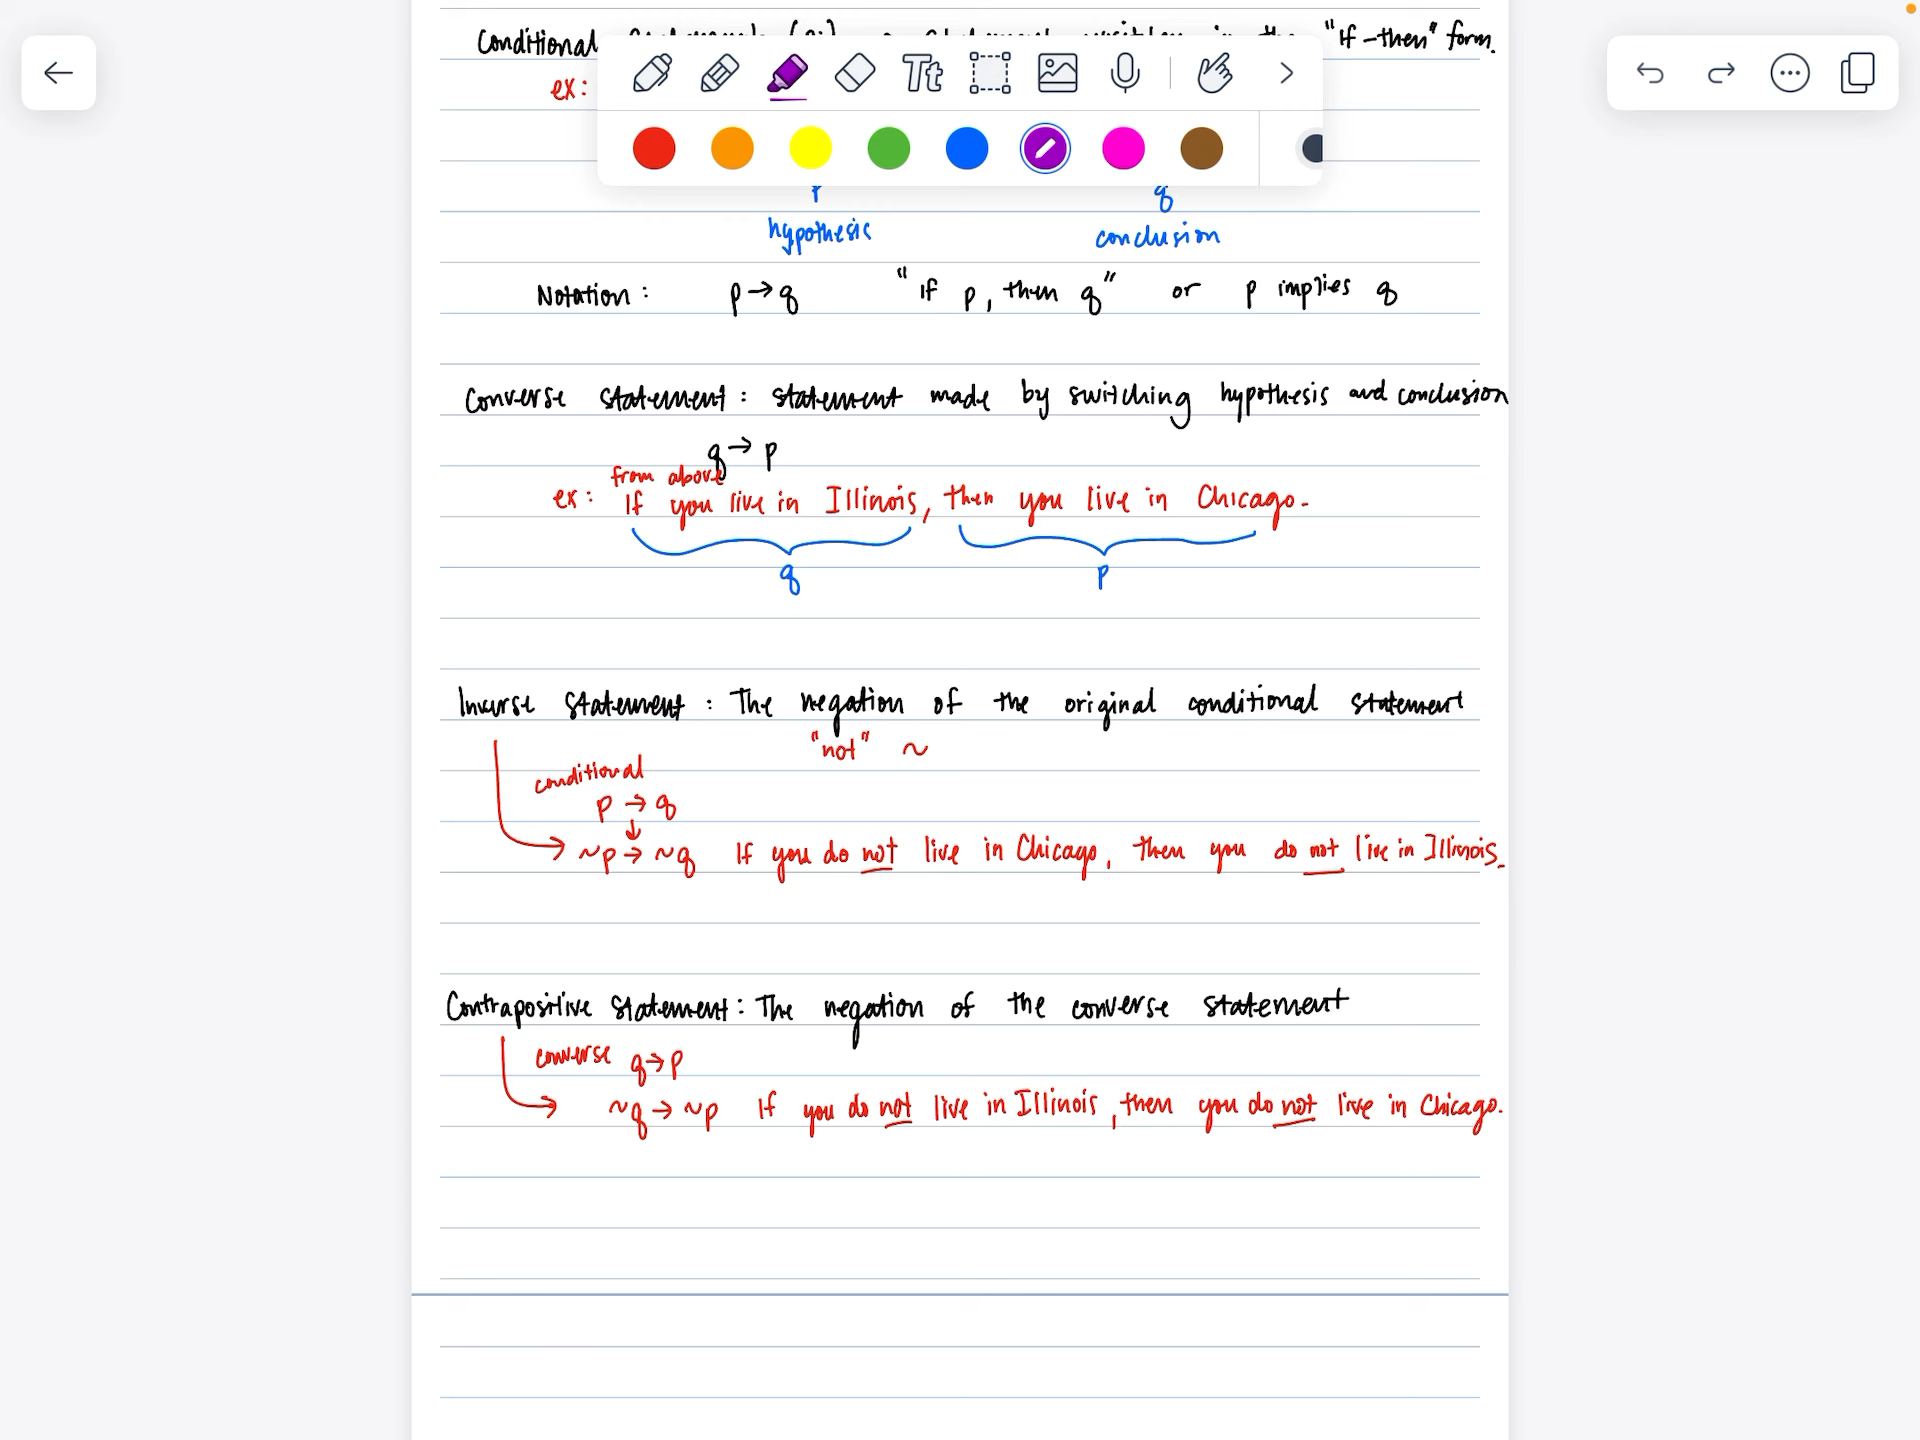 Conditional "If-then" form.
ex:
Tt
hypothesis conclusion
Notation: p → q "If p, then q" or p implies q
Converse statement: statement made by switching hypothesis and conclusion
q → p
from above
ex: If you live in Illinois, then you live in Chicago.
q p
Inverse statement: The negation of the original conditional statement
"not" ~
conditional
p → q
↓
~p → ~q If you do not live in Chicago, then you do not live in Illinois.
Contrapositive statement: The negation of the converse statement
converse q → p
~q → ~p If you do not live in Illinois, then you do not live in Chicago.